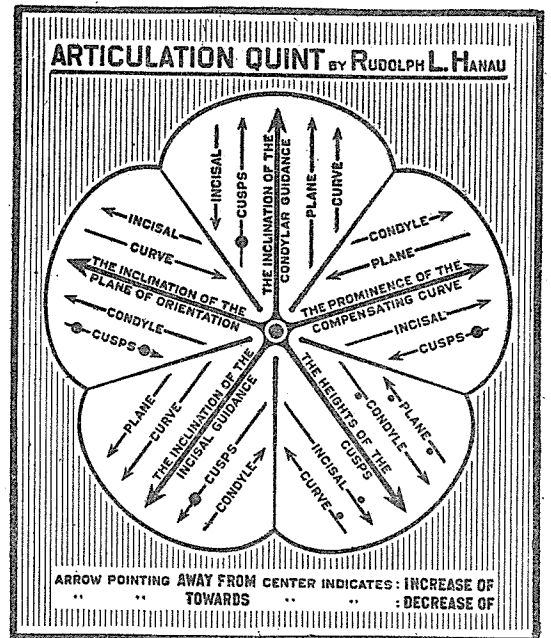 ARTICULATION QUINT BY RUDOLPH L. HANAU
INCISAL
CUSPS
THE INCLINATION OF THE
CONDYLAR GUIDANCE
PLANE
CURVE
CONDYLE
PLANE
THE PROMINENCE OF THE
COMPENSATING CURVE
INCISAL
CUSPS
PLANE
CONDYLE
THE HEIGHTS OF THE
CUSPS
INCISAL
CURVE
CONDYLE
CUSPS
THE INCLINATION OF THE
INCISAL GUIDANCE
CURVE
PLANE
INCISAL
CURVE
THE INCLINATION OF THE
PLANE OF ORIENTATION
CONDYLE
CUSPS
ARROW POINTING AWAY FROM CENTER INDICATES : INCREASE OF
" " TOWARDS " " : DECREASE OF